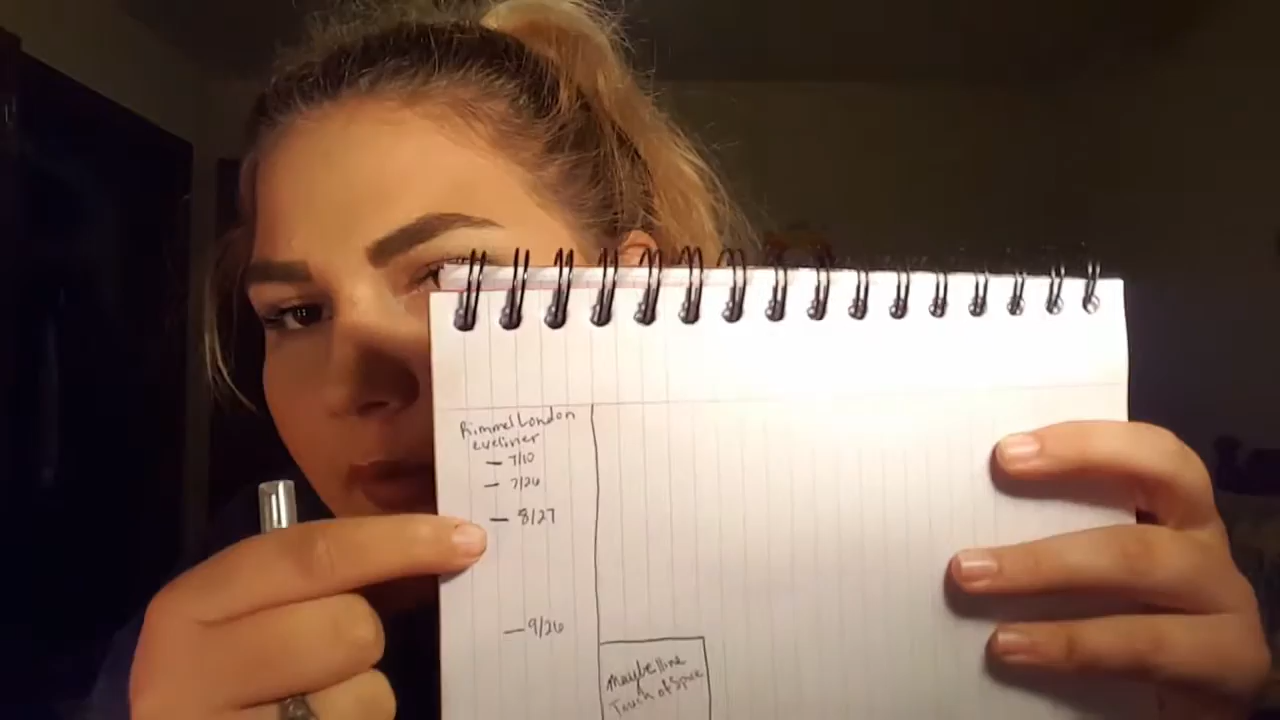 Rimmel London
eyeliner
– 7/10
– 7/26
– 8/27
– 9/26
Maybelline
Touch of Spice